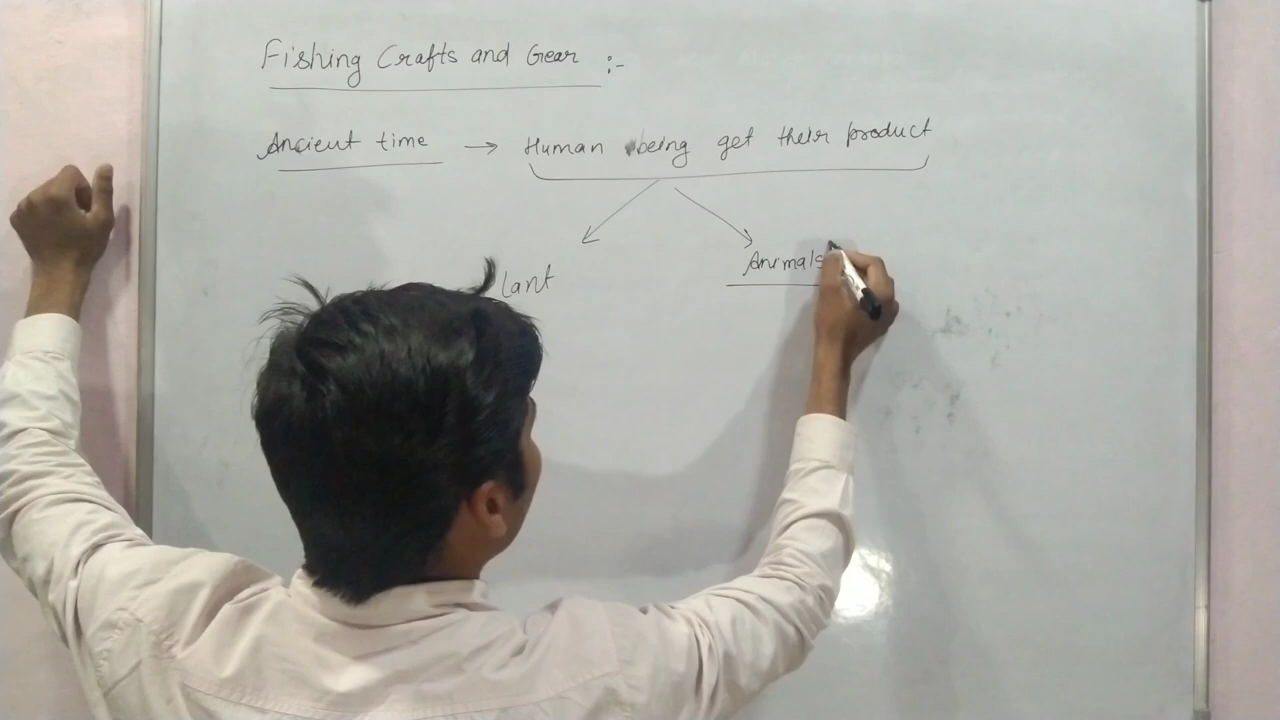 Fishing Crafts and Gear :-
Ancient time → Human being get their product
lant Animals